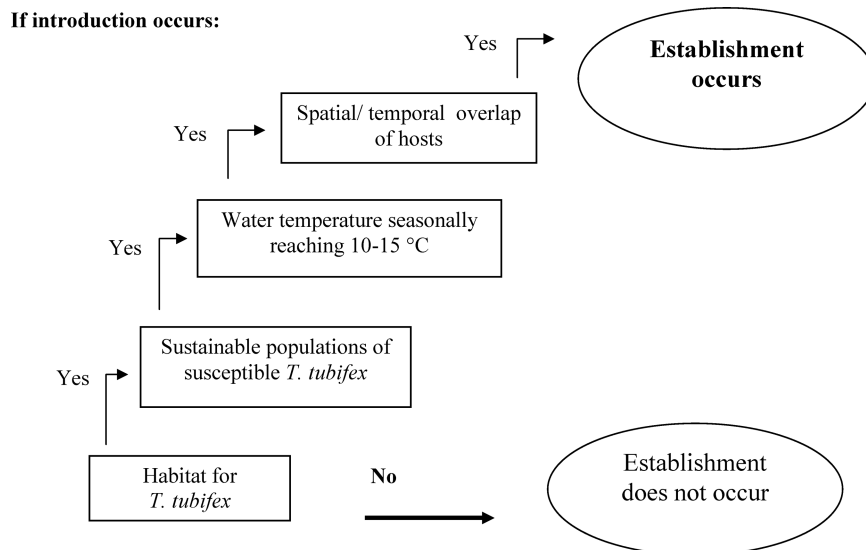 If introduction occurs:
Yes
Establishment
occurs
Spatial/ temporal overlap
of hosts
Yes
Water temperature seasonally
reaching 10-15 °C
Yes
Sustainable populations of
susceptible T. tubifex
Yes
Habitat for
T. tubifex
No
Establishment
does not occur